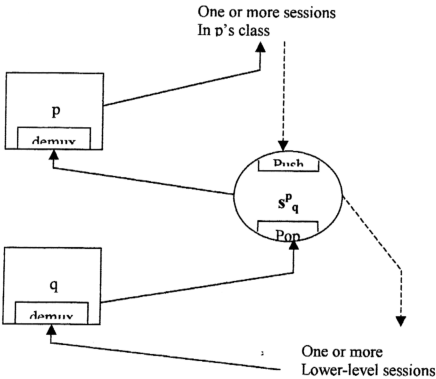 One or more sessions
In p's class
p
demux
Push
s^p_q
Pop
q
demux
One or more
Lower-level sessions